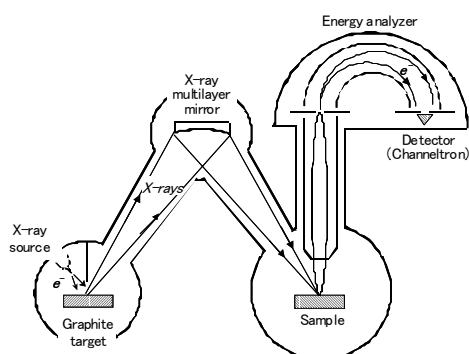 Energy analyzer
e⁻
X-ray
multilayer
mirror
Detector
(Channeltron)
X-rays
X-ray
source
e⁻
Graphite
target
Sample